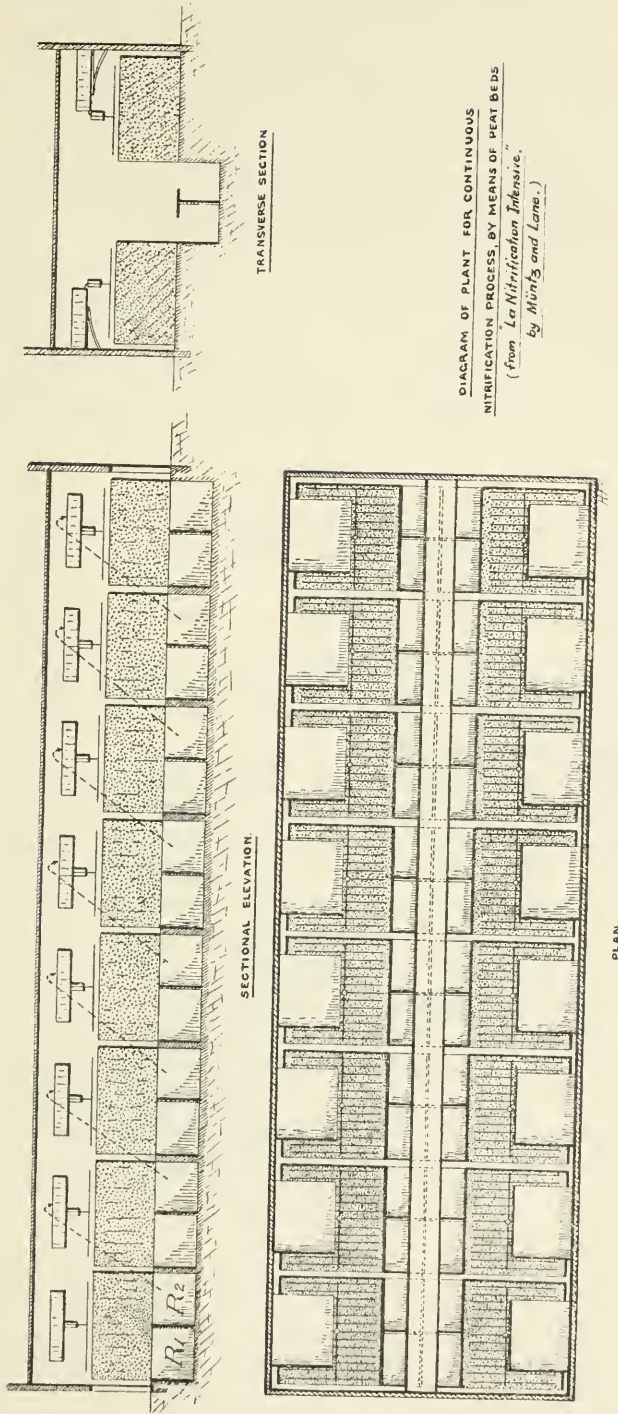 TRANSVERSE SECTION
DIAGRAM OF PLANT FOR CONTINUOUS
NITRIFICATION PROCESS, BY MEANS OF PEAT BEDS
(from "La Nitrification Intensive,"
by Müntz and Lane.)
SECTIONAL ELEVATION.
R1 R2
PLAN